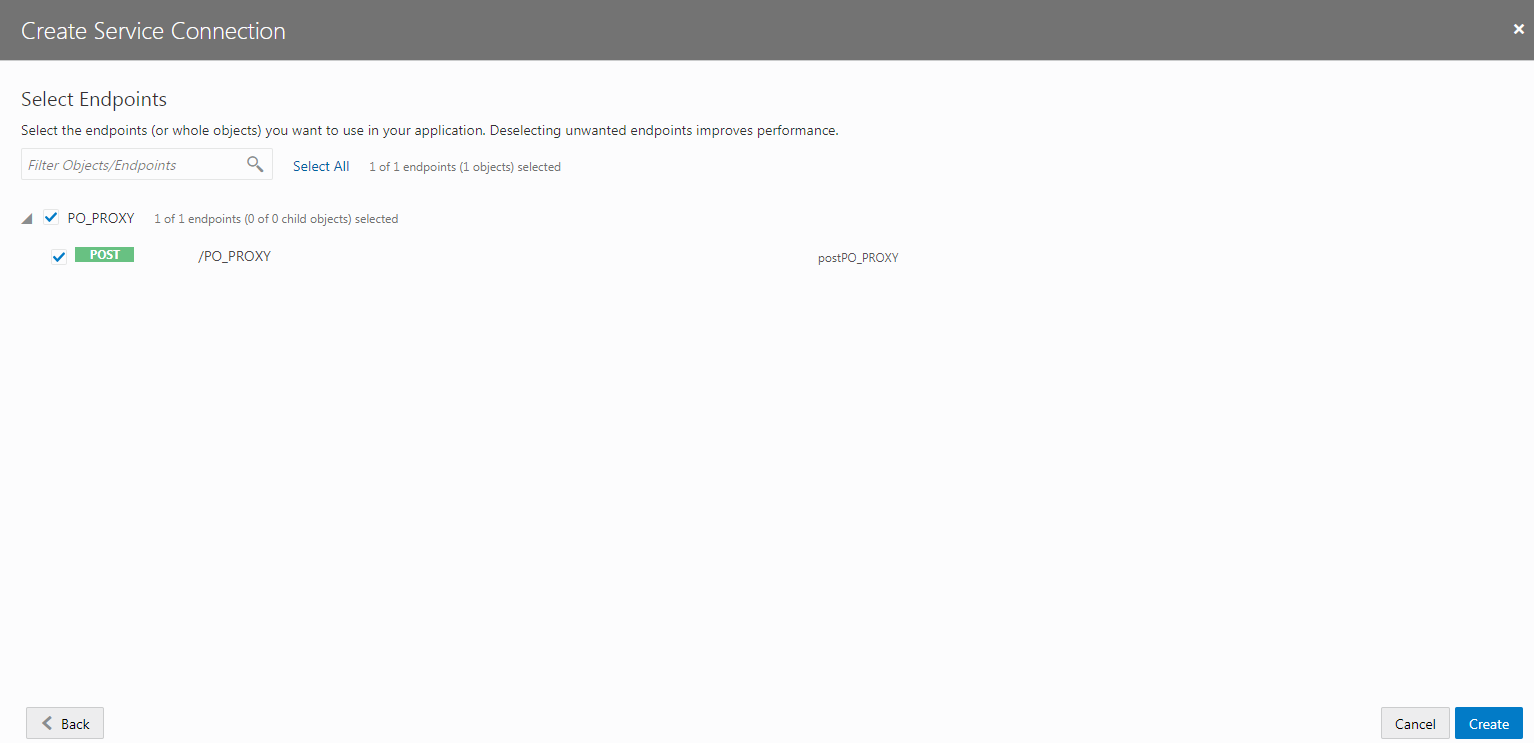 Create Service Connection
Select Endpoints
Select the endpoints (or whole objects) you want to use in your application. Deselecting unwanted endpoints improves performance.
Filter Objects/Endpoints Select All 1 of 1 endpoints (1 objects) selected
PO_PROXY 1 of 1 endpoints (0 of 0 child objects) selected
POST /PO_PROXY postPO_PROXY
Back Cancel Create